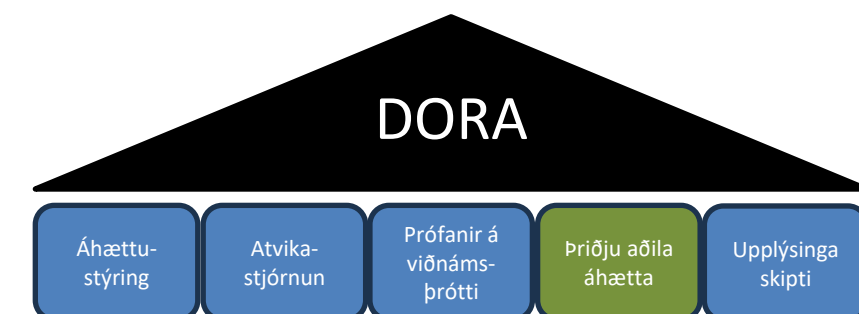 DORA
Áhættu-
stýring
Atvika-
stjórnun
Prófanir á
viðnáms-
þrótti
Þriðju aðila
áhætta
Upplýsinga
skipti